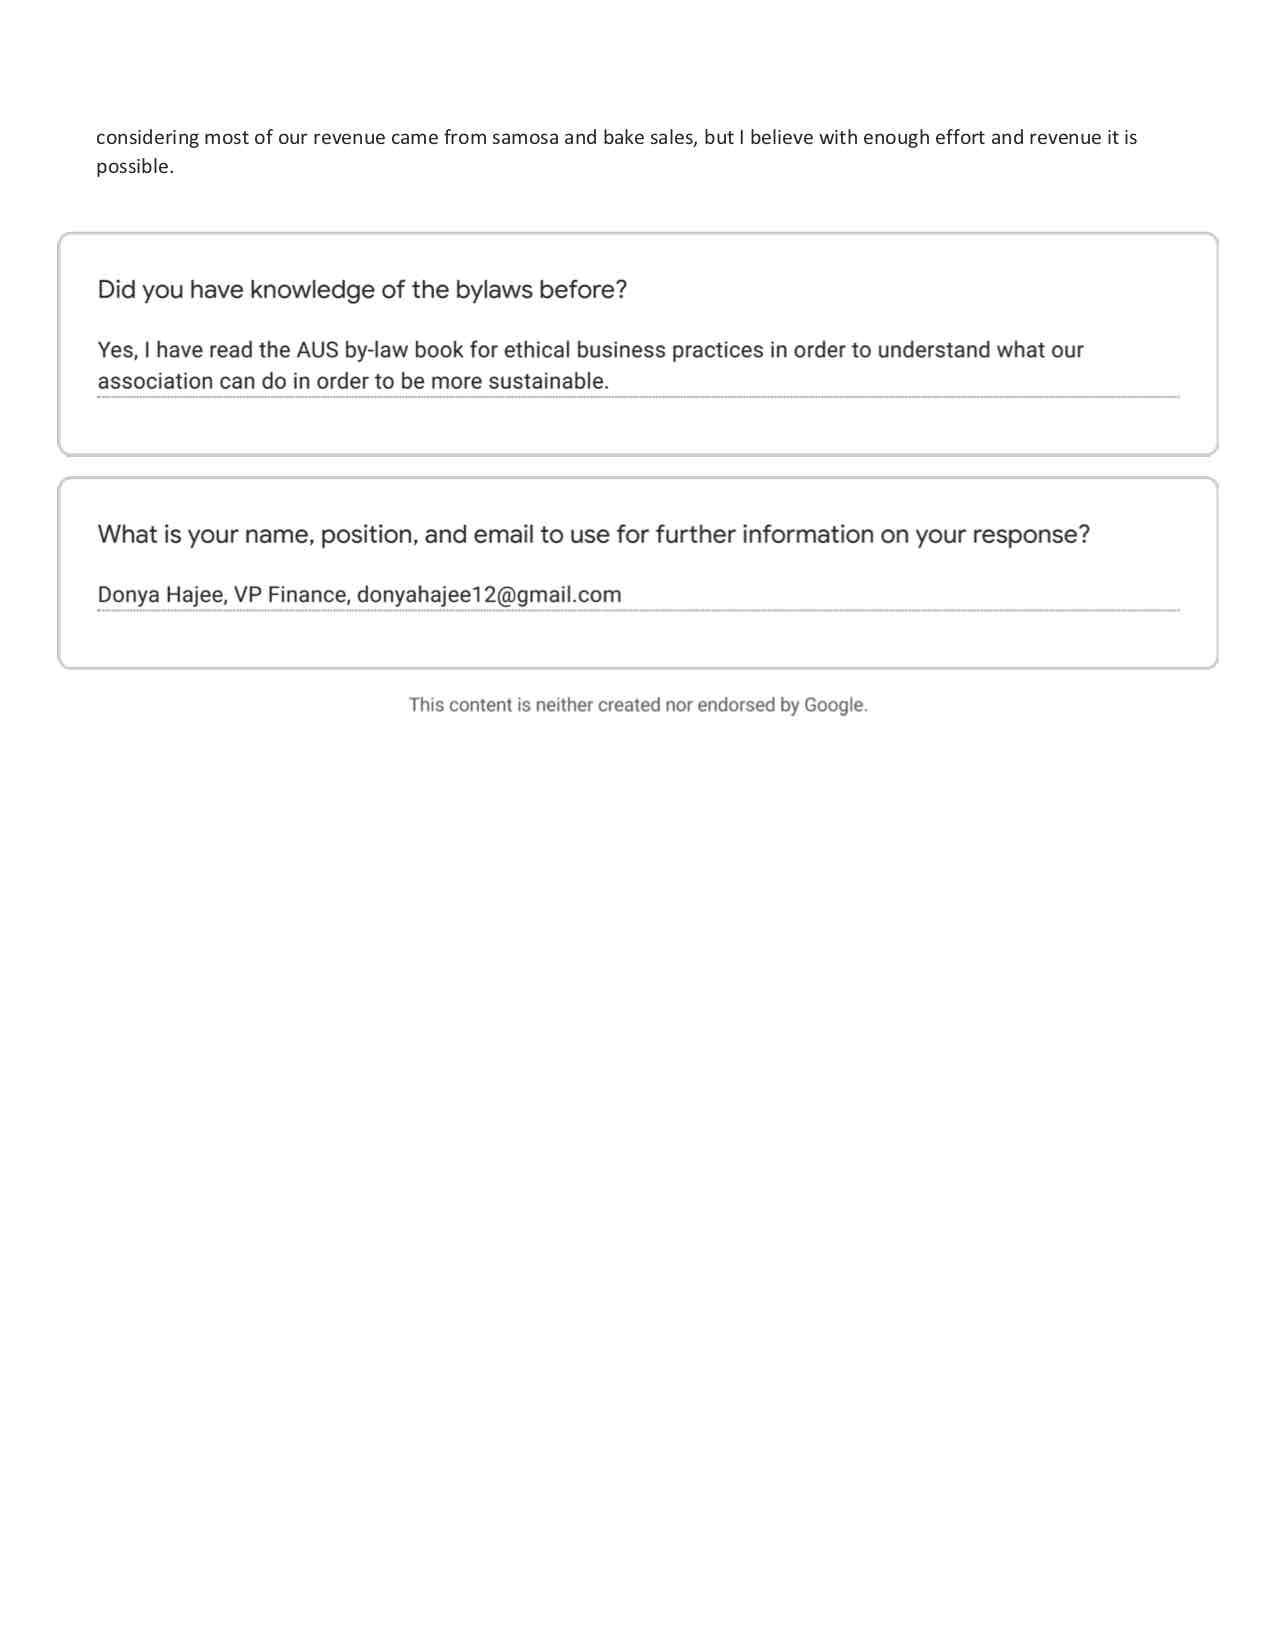 considering most of our revenue came from samosa and bake sales, but I believe with enough effort and revenue it is
possible.
Did you have knowledge of the bylaws before?
Yes, I have read the AUS by-law book for ethical business practices in order to understand what our
association can do in order to be more sustainable.
What is your name, position, and email to use for further information on your response?
Donya Hajee, VP Finance, donyahajee12@gmail.com
This content is neither created nor endorsed by Google.